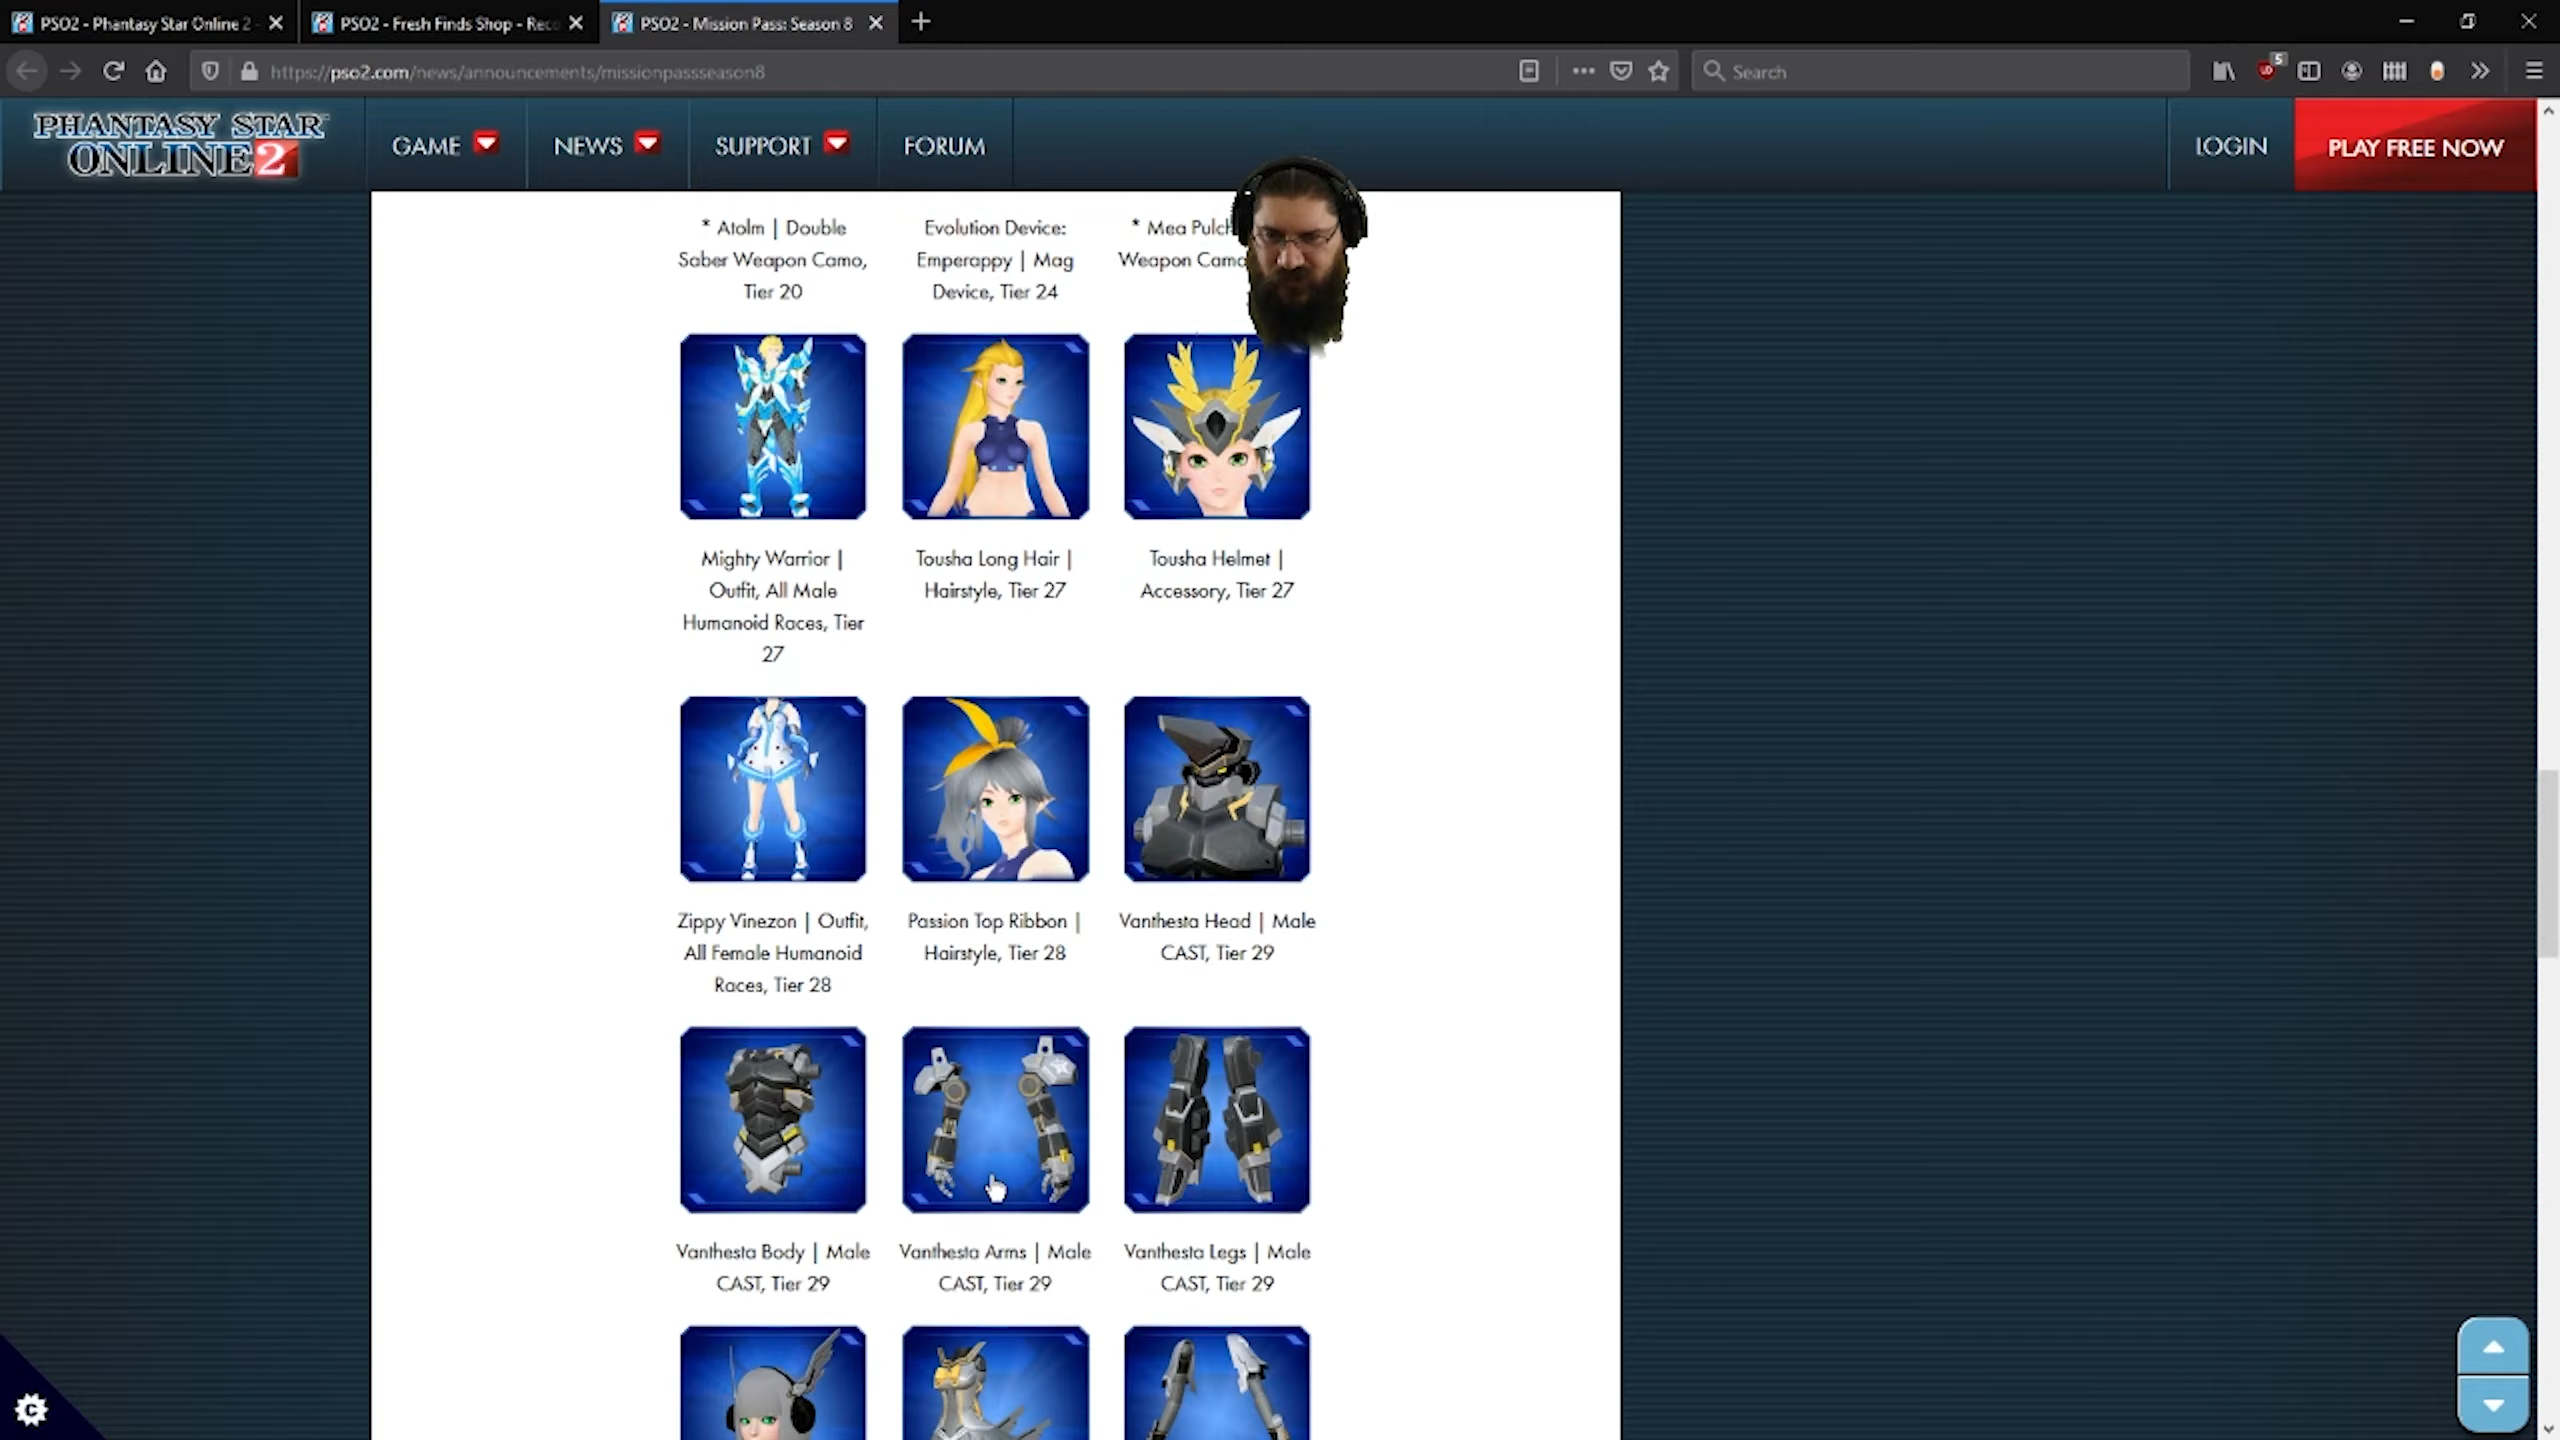 PSO2 - Phantasy Star Online 2 -
PSO2 - Fresh Finds Shop - Reco
PSO2 - Mission Pass: Season 8
https://pso2.com/news/announcements/missionpassseason8
Search
5
PHANTASY STAR
ONLINE 2
GAME
NEWS
SUPPORT
FORUM
LOGIN
PLAY FREE NOW
* Atolm | Double
Saber Weapon Camo,
Tier 20
Evolution Device:
Emperappy | Mag
Device, Tier 24
* Mea
Weapon
Mighty Warrior |
Outfit, All Male
Humanoid Races, Tier
27
Tousha Long Hair |
Hairstyle, Tier 27
Tousha Helmet |
Accessory, Tier 27
Zippy Vinezon | Outfit,
All Female Humanoid
Races, Tier 28
Passion Top Ribbon |
Hairstyle, Tier 28
Vanthesta Head | Male
CAST, Tier 29
Vanthesta Body | Male
CAST, Tier 29
Vanthesta Arms | Male
CAST, Tier 29
Vanthesta Legs | Male
CAST, Tier 29